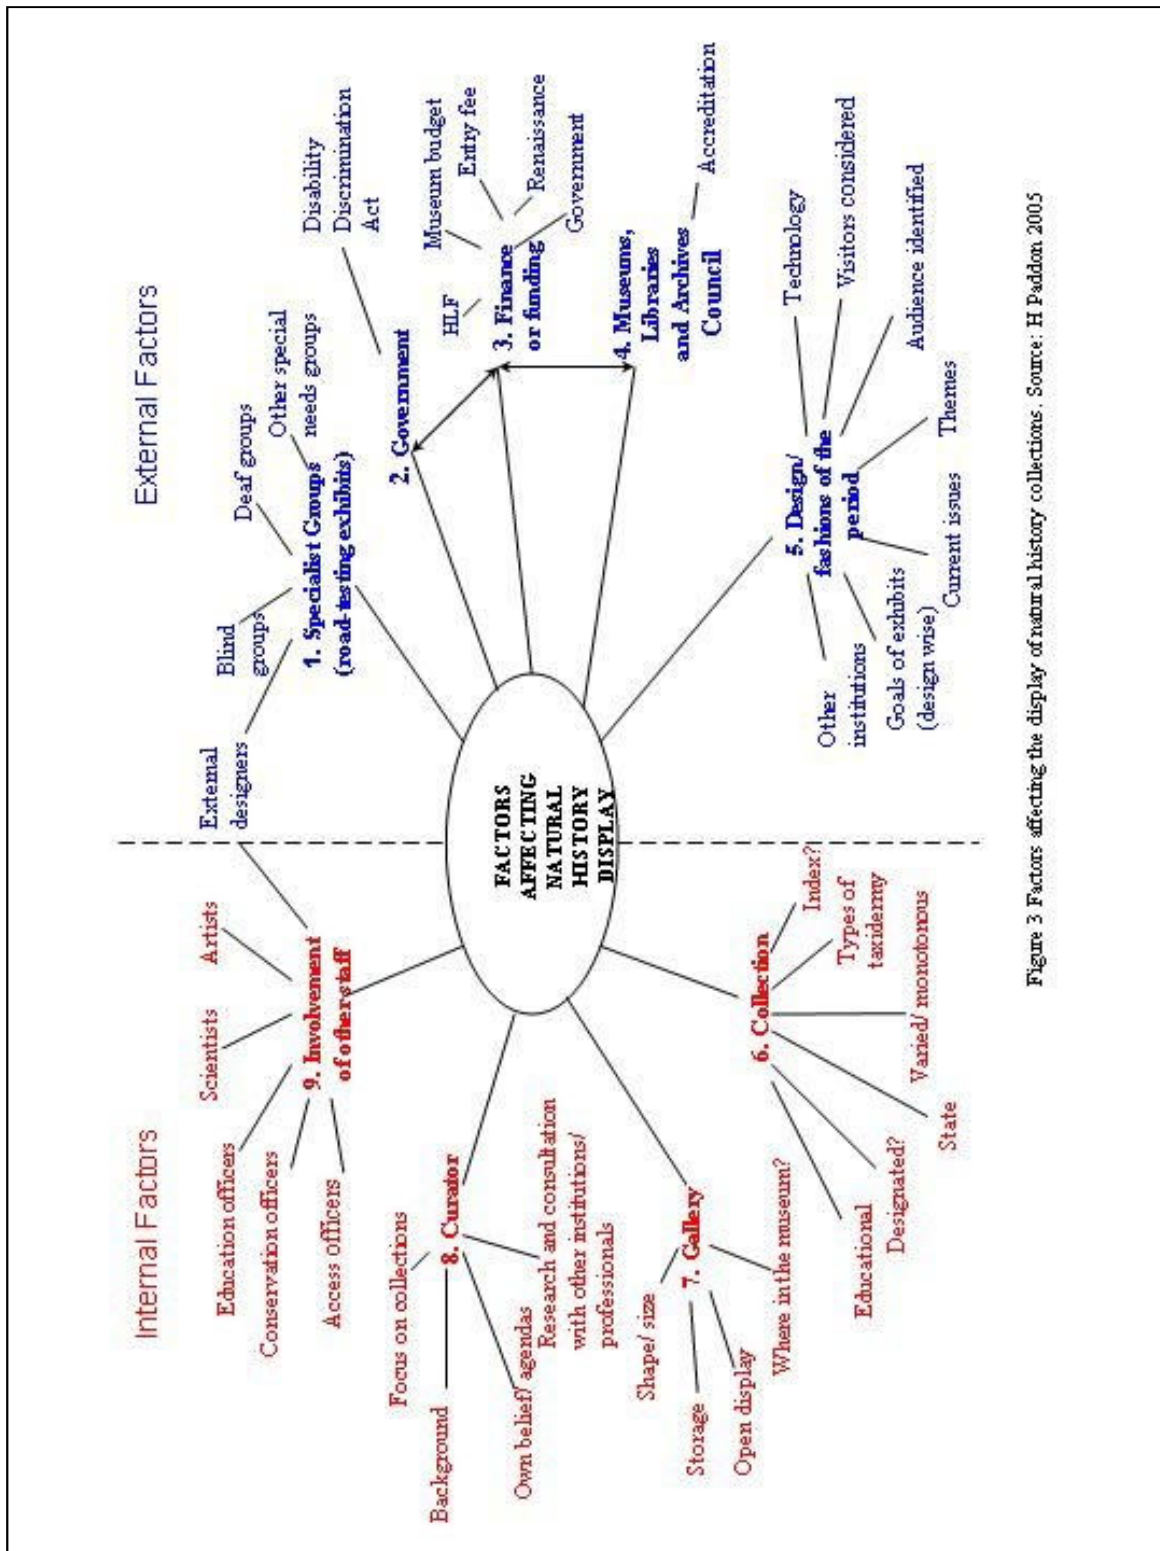 Internal Factors
External Factors
FACTORS
AFFECTING
NATURAL
HISTORY
DISPLAY
1. Specialist Groups
(road-testing exhibits)
External
designers
Blind
groups
Deaf groups
Other special
needs groups
2. Government
Disability
Discrimination
Act
3. Finance
or funding
HLF
Museum budget
Entry fee
Renaissance
Government
4. Museums,
Libraries
and Archives
Council
Accreditation
5. Design/
fashions of the
period
Technology
Visitors considered
Audience identified
Themes
Current issues
Goals of exhibits
(design wise)
Other
institutions
6. Collection
Index?
Types of
taxidermy
Varied/ monotonous
State
Designated?
Educational
7. Gallery
Shape/ size
Storage
Open display
Where in the museum?
8. Curator
Focus on collections
Background
Own belief/ agendas
Research and consultation
with other institutions/
professionals
9. Involvement
of other staff
Artists
Scientists
Education officers
Conservation officers
Access officers
Figure 3 Factors affecting the display of natural history collections. Source: H Paddon 2005